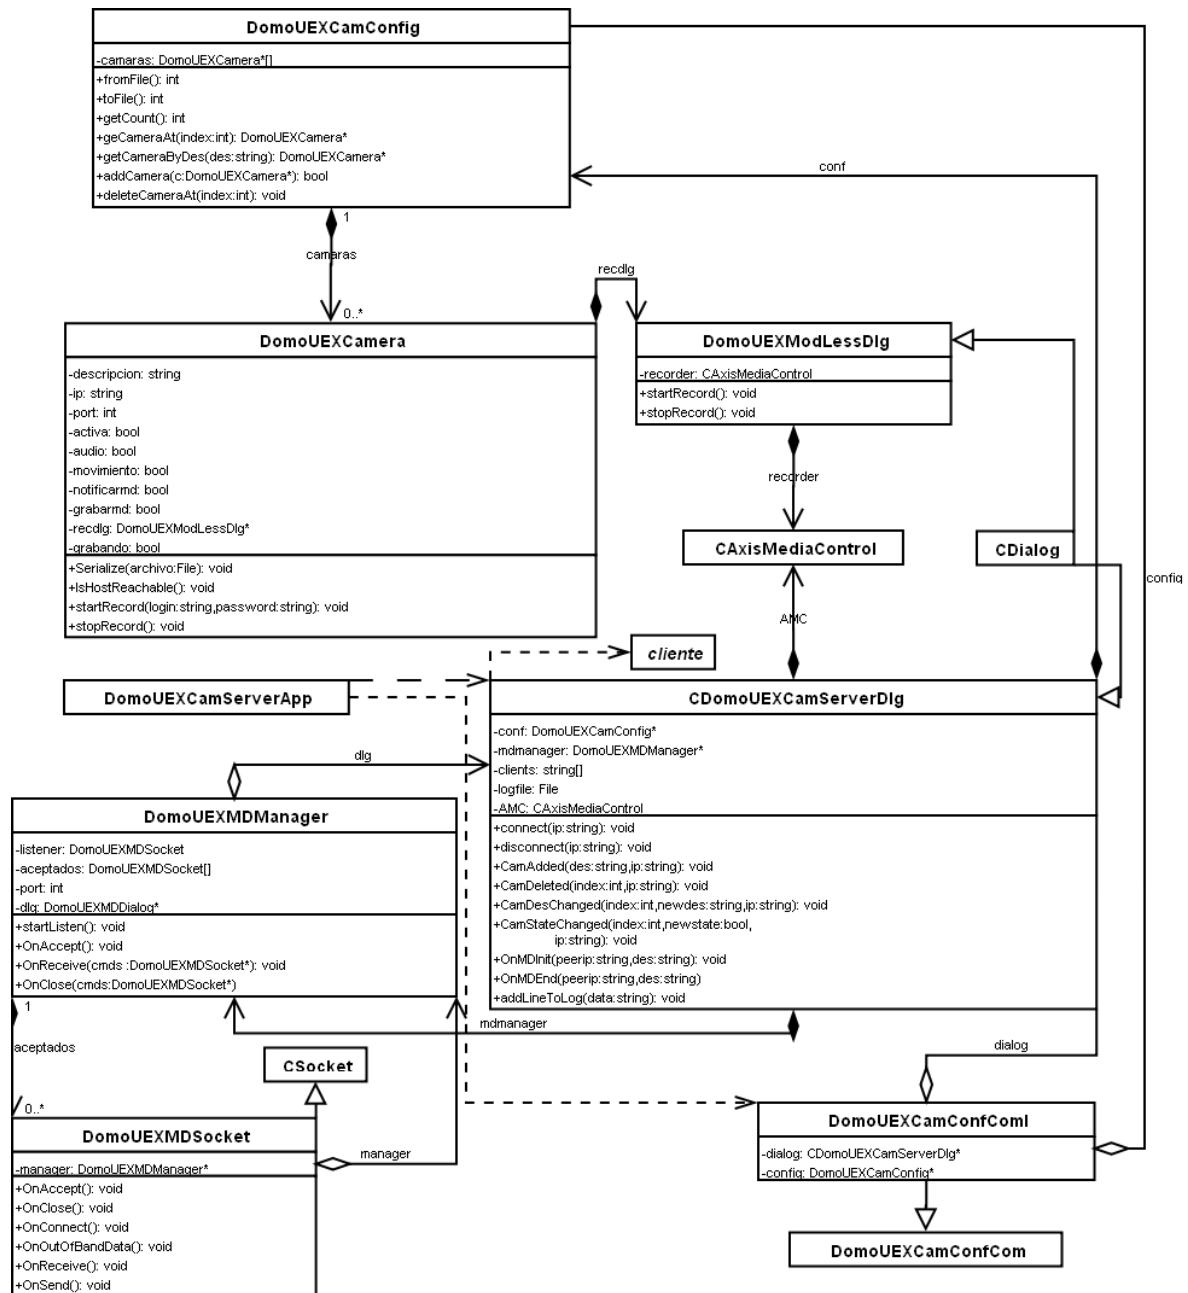 DomoUEXCamConfig
-camaras: DomoUEXCamera*[]
+fromFile(): int
+toFile(): int
+getCount(): int
+geCameraAt(index:int): DomoUEXCamera*
+getCameraByDes(des:string): DomoUEXCamera*
+addCamera(c:DomoUEXCamera*): bool
+deleteCameraAt(index:int): void
conf
1
camaras
0..*
recdlg
DomoUEXCamera
-descripcion: string
-ip: string
-port: int
-activa: bool
-audio: bool
-movimiento: bool
-notificarmd: bool
-grabarmd: bool
-recdlg: DomoUEXModLessDlg*
-grabando: bool
+Serialize(archivo:File): void
+IsHostReachable(): void
+startRecord(login:string,password:string): void
+stopRecord(): void
DomoUEXModLessDlg
-recorder: CAxisMediaControl
+startRecord(): void
+stopRecord(): void
recorder
CAxisMediaControl
CDialog
config
AMC
cliente
DomoUEXCamServerApp
CDomoUEXCamServerDlg
-conf: DomoUEXCamConfig*
-mdmanager: DomoUEXMDManager*
-clients: string[]
-logfile: File
-AMC: CAxisMediaControl
+connect(ip:string): void
+disconnect(ip:string): void
+CamAdded(des:string,ip:string): void
+CamDeleted(index:int,ip:string): void
+CamDesChanged(index:int,newdes:string,ip:string): void
+CamStateChanged(index:int,newstate:bool,
ip:string): void
+OnMDInit(peerip:string,des:string): void
+OnMDEnd(peerip:string,des:string)
+addLineToLog(data:string): void
dlg
DomoUEXMDManager
-listener: DomoUEXMDSocket
-aceptados: DomoUEXMDSocket[]
-port: int
-dlg: DomoUEXMDDialog*
+startListen(): void
+OnAccept(): void
+OnReceive(cmds :DomoUEXMDSocket*): void
+OnClose(cmds:DomoUEXMDSocket*)
1
mdmanager
aceptados
CSocket
dialog
0..*
DomoUEXMDSocket
-manager: DomoUEXMDManager*
+OnAccept(): void
+OnClose(): void
+OnConnect(): void
+OnOutOfBandData(): void
+OnReceive(): void
+OnSend(): void
manager
DomoUEXCamConfComI
-dialog: CDomoUEXCamServerDlg*
-config: DomoUEXCamConfig*
DomoUEXCamConfCom